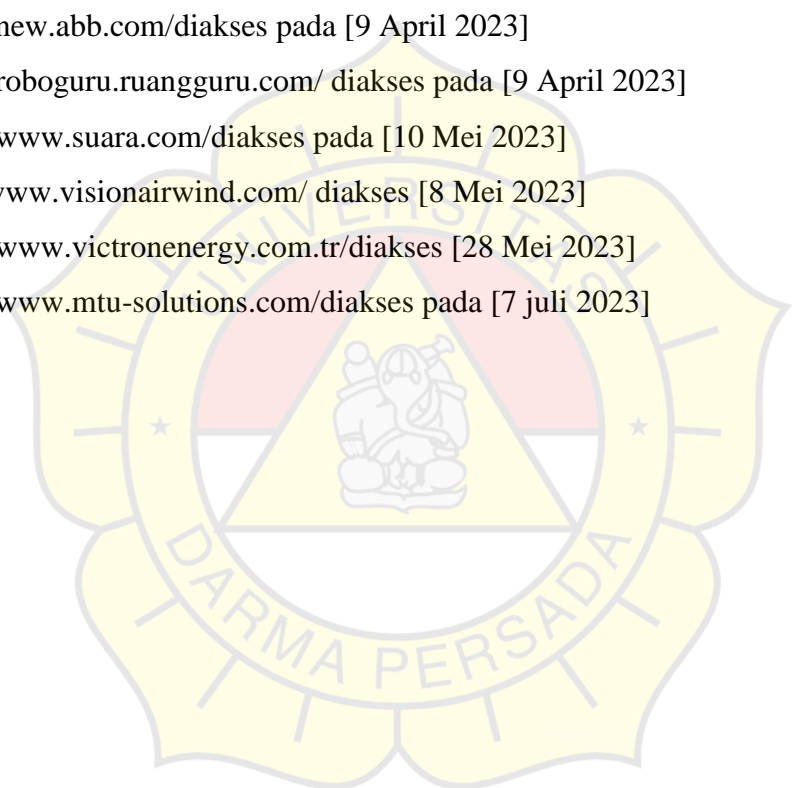 new.abb.com/diakses pada [9 April 2023]
roboguru.ruangguru.com/ diakses pada [9 April 2023]
www.suara.com/diakses pada [10 Mei 2023]
www.visionairwind.com/ diakses [8 Mei 2023]
www.victronenergy.com.tr/diakses [28 Mei 2023]
www.mtu-solutions.com/diakses pada [7 juli 2023]
UNIVERSITAS
DARMA PERSADA